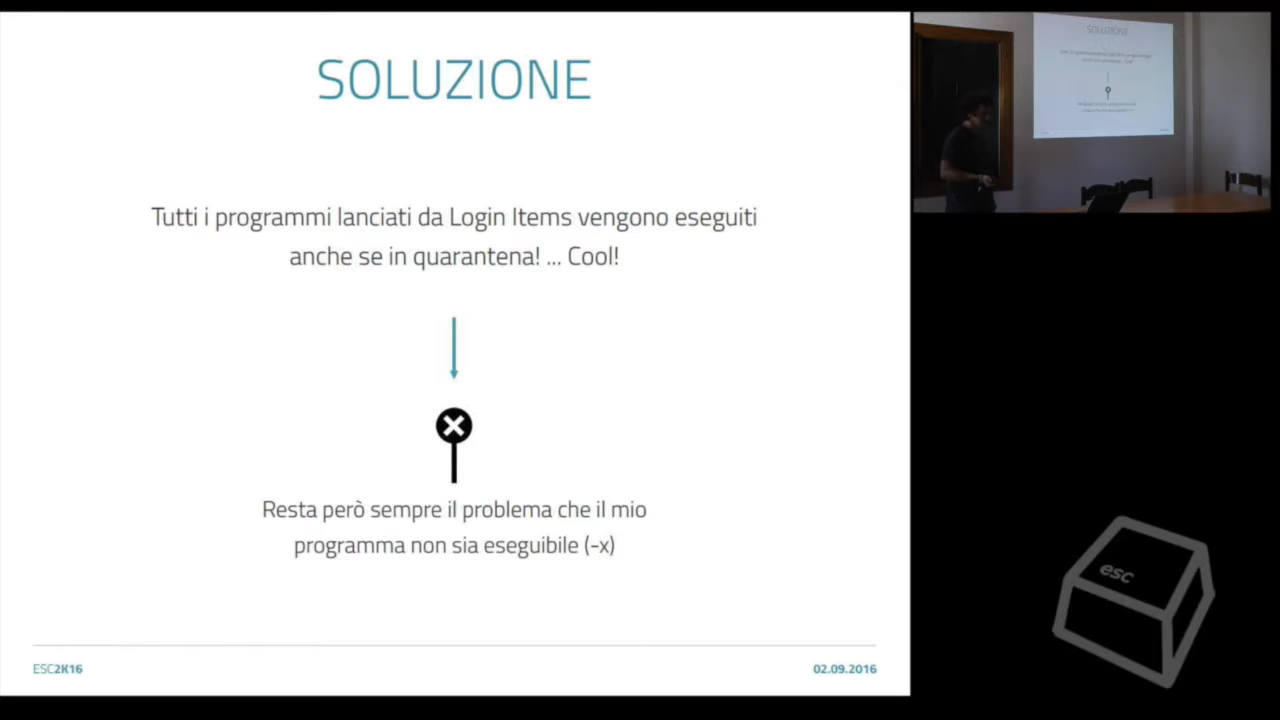 SOLUZIONE
Tutti i programmi lanciati da Login Items vengono eseguiti
anche se in quarantena! ... Cool!
Resta però sempre il problema che il mio
programma non sia eseguibile (-x)
ESC2K16
02.09.2016
SOLUZIONE
esc